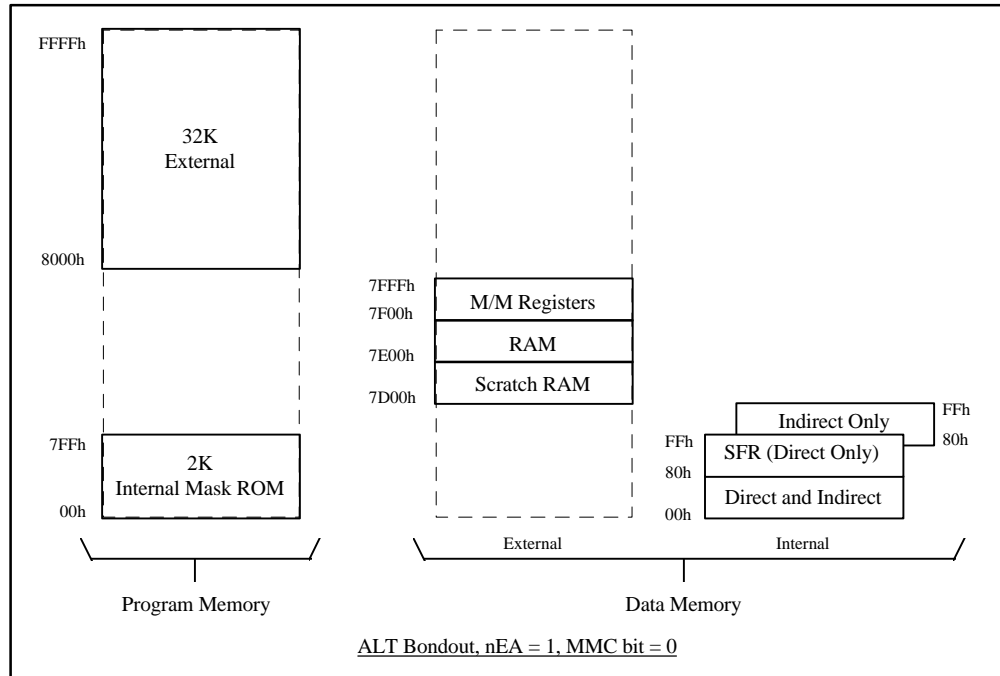 FFFFh
32K
External
8000h
7FFh
2K
Internal Mask ROM
00h
7FFFh
M/M Registers
7F00h
RAM
7E00h
Scratch RAM
7D00h
Indirect Only
FFh
80h
FFh
SFR (Direct Only)
80h
Direct and Indirect
00h
External
Internal
Program Memory
Data Memory
ALT Bondout, nEA = 1, MMC bit = 0